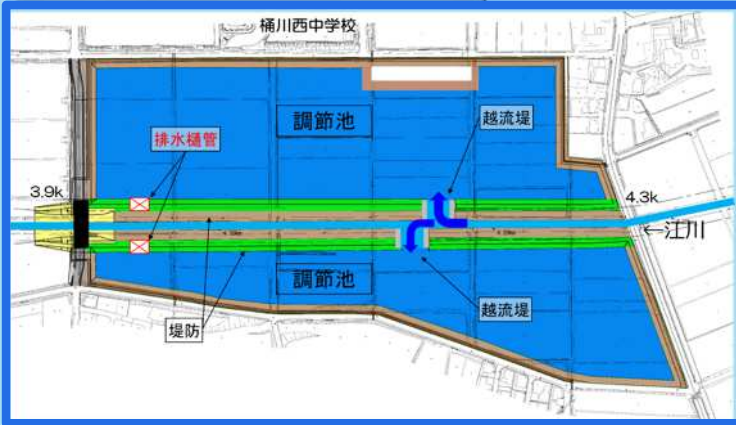 桶川西中学校
調節池
越流堤
排水樋管
3.9k
4.3k
←江川
調節池
越流堤
堤防